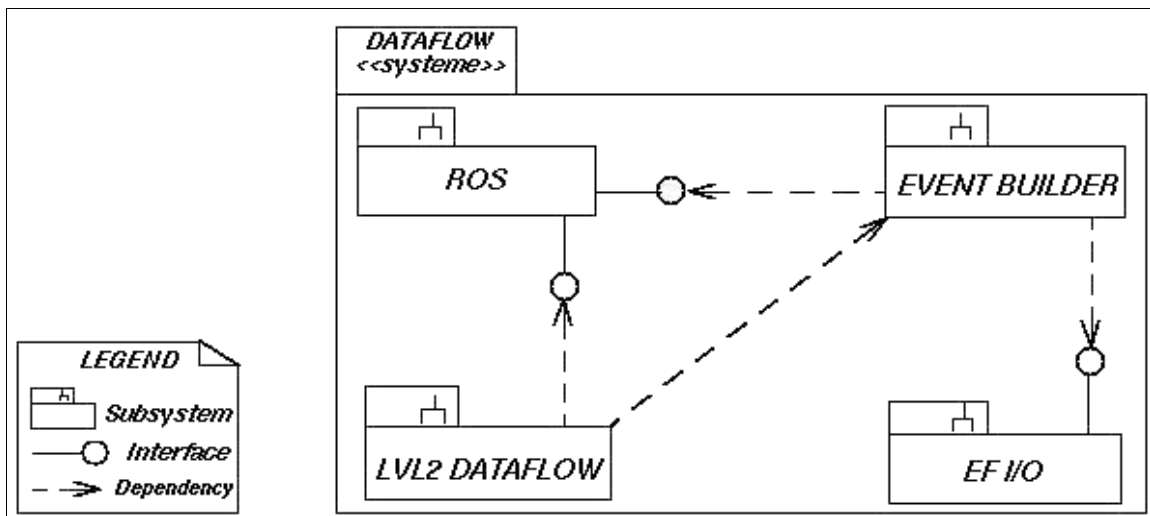 DATAFLOW
<<systeme>>
ROS
EVENT BUILDER
LVL2 DATAFLOW
EF I/O
LEGEND
Subsystem
Interface
Dependency